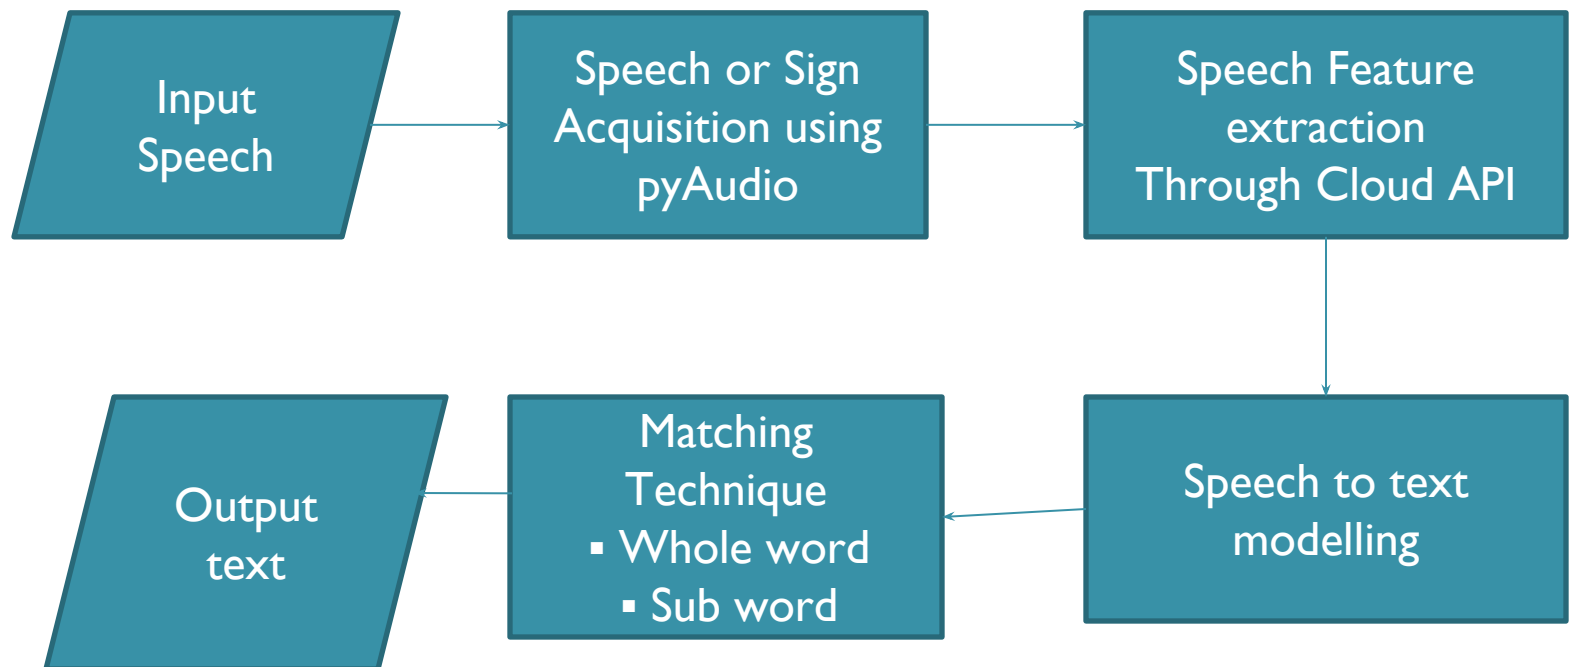 Input
Speech
Speech or Sign
Acquisition using
pyAudio
Speech Feature
extraction
Through Cloud API
Speech to text
modelling
Matching
Technique
▪ Whole word
▪ Sub word
Output
text